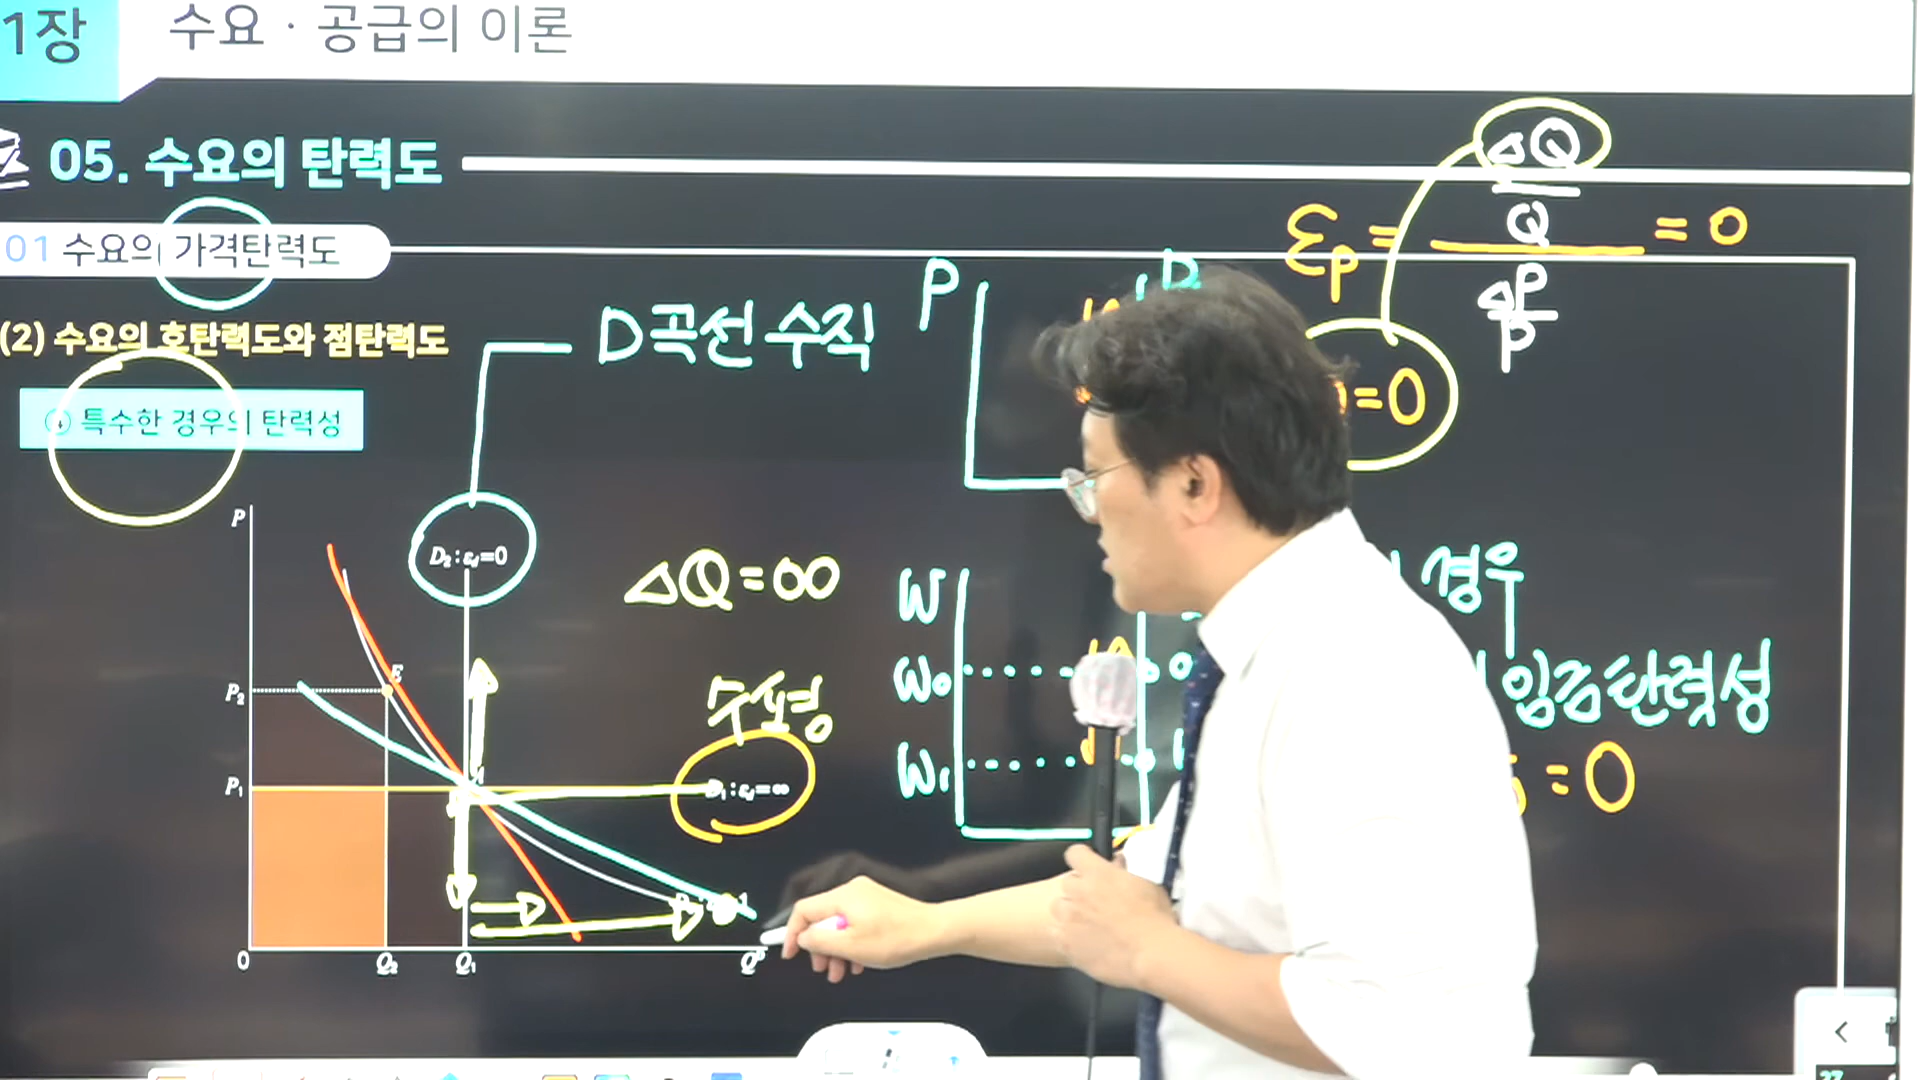 1장
수요 · 공급의 이론
05. 수요의 탄력도
01 수요의 가격탄력도
(2) 수요의 호탄력도와 점탄력도
특수한 경우의 탄력성
D곡선 수직
P
D
εp = ΔQ/Q / ΔP/P = 0
=0
P
D₂ : εd=0
ΔQ=∞
E
P₂
수평
P₁
D₁ : εd=∞
0
Q₂
Q₁
Qᴰ
W
W₀
W₁
경우
임금탄력성
=0
27